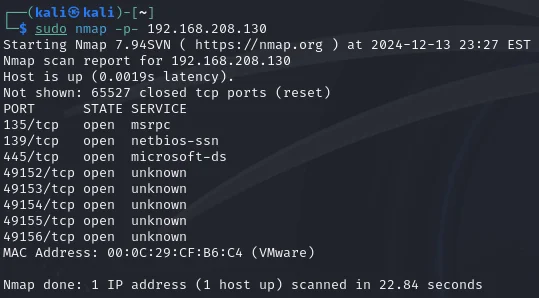 ┌──(kali㉿kali)-[~]
└─$ sudo nmap -p- 192.168.208.130
Starting Nmap 7.94SVN ( https://nmap.org ) at 2024-12-13 23:27 EST
Nmap scan report for 192.168.208.130
Host is up (0.0019s latency).
Not shown: 65527 closed tcp ports (reset)
PORT      STATE SERVICE
135/tcp   open  msrpc
139/tcp   open  netbios-ssn
445/tcp   open  microsoft-ds
49152/tcp open  unknown
49153/tcp open  unknown
49154/tcp open  unknown
49155/tcp open  unknown
49156/tcp open  unknown
MAC Address: 00:0C:29:CF:B6:C4 (VMware)

Nmap done: 1 IP address (1 host up) scanned in 22.84 seconds